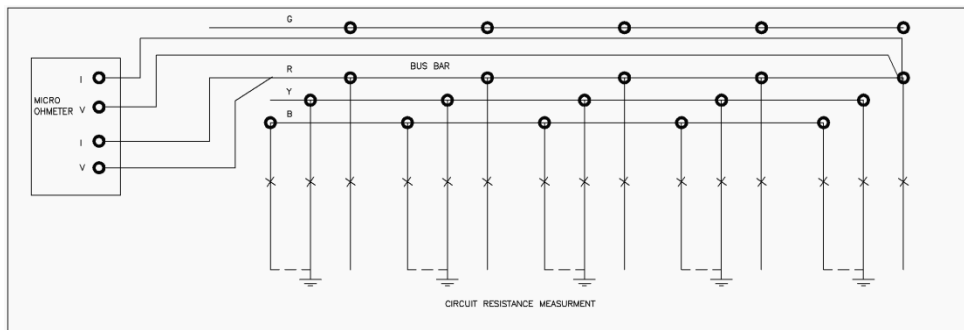 G
I
R
BUS BAR
Y
MICRO
OHMETER
V
B
I
V
CIRCUIT RESISTANCE MEASURMENT